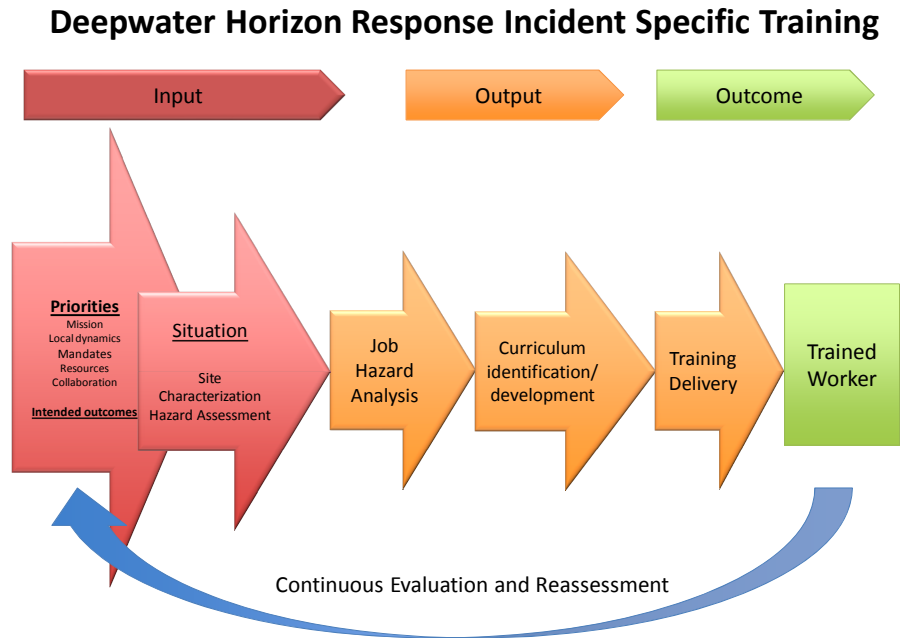 Deepwater Horizon Response Incident Specific Training
Input
Output
Outcome
Priorities
Mission
Local dynamics
Mandates
Resources
Collaboration
Intended outcomes
Situation
Site
Characterization
Hazard Assessment
Job
Hazard
Analysis
Curriculum
identification/
development
Training
Delivery
Trained
Worker
Continuous Evaluation and Reassessment